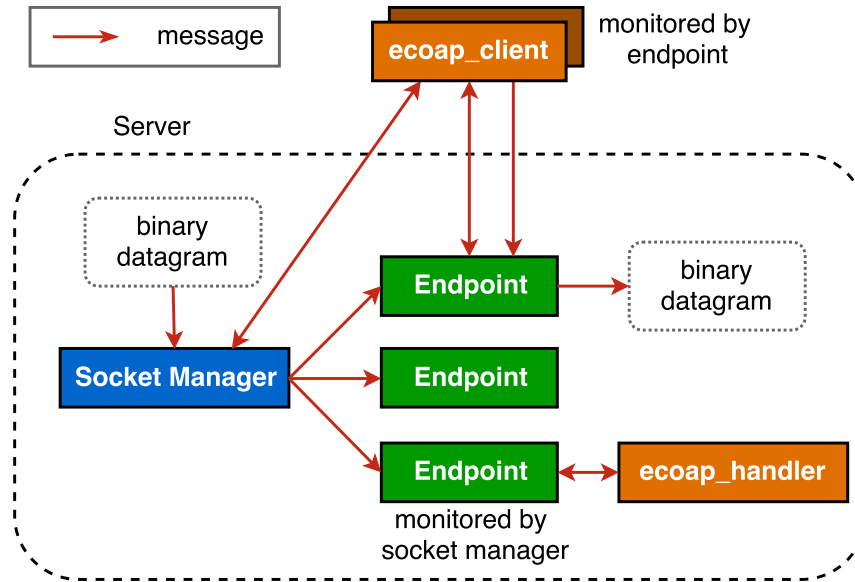 message
ecoap_client
monitored by
endpoint
Server
binary
datagram
Endpoint
binary
datagram
Socket Manager
Endpoint
Endpoint
ecoap_handler
monitored by
socket manager